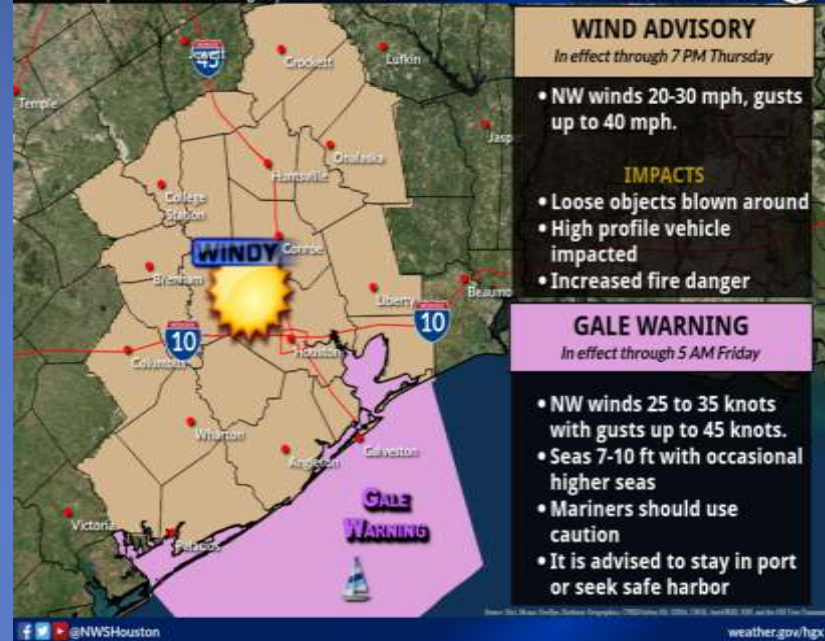 WIND ADVISORY
In effect through 7 PM Thursday
• NW winds 20-30 mph, gusts
up to 40 mph.
IMPACTS
• Loose objects blown around
• High profile vehicle
impacted
• Increased fire danger
GALE WARNING
In effect through 5 AM Friday
• NW winds 25 to 35 knots
with gusts up to 45 knots.
• Seas 7-10 ft with occasional
higher seas
• Mariners should use
caution
• It is advised to stay in port
or seek safe harbor
45
Crockett
Lufkin
Temple
Jasp
Onalaska
Huntsville
College
Station
Conroe
WINDY
Brenham
Liberty
Beaumo
10
10
Houston
Columbus
Wharton
Angleton
Galveston
GALE
WARNING
Victoria
Palacios
@NWSHouston
weather.gov/hgx